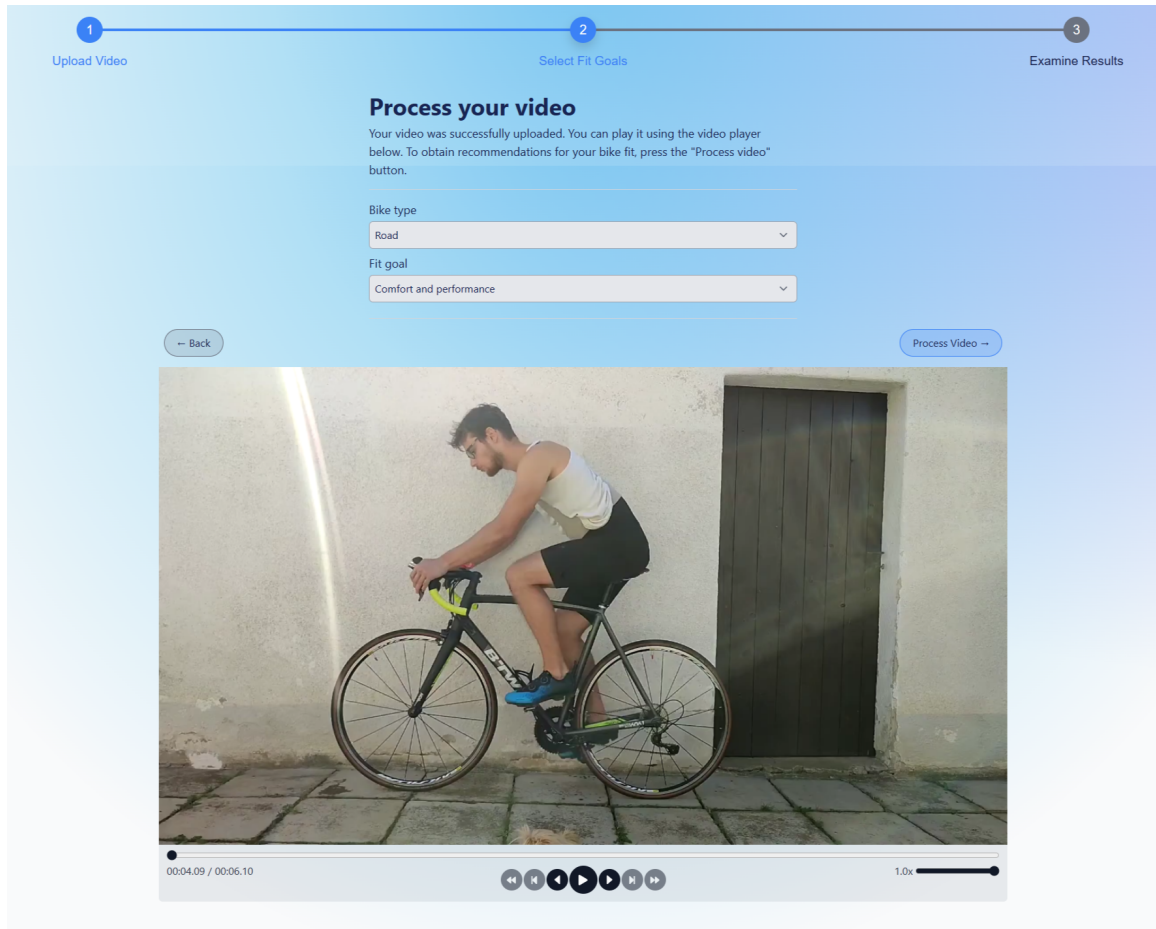 1
2
3
Upload Video
Select Fit Goals
Examine Results
Process your video
Your video was successfully uploaded. You can play it using the video player
below. To obtain recommendations for your bike fit, press the "Process video"
button.
Bike type
Road
Fit goal
Comfort and performance
← Back
Process Video →
BTWIN
00:04.09 / 00:06.10
1.0x